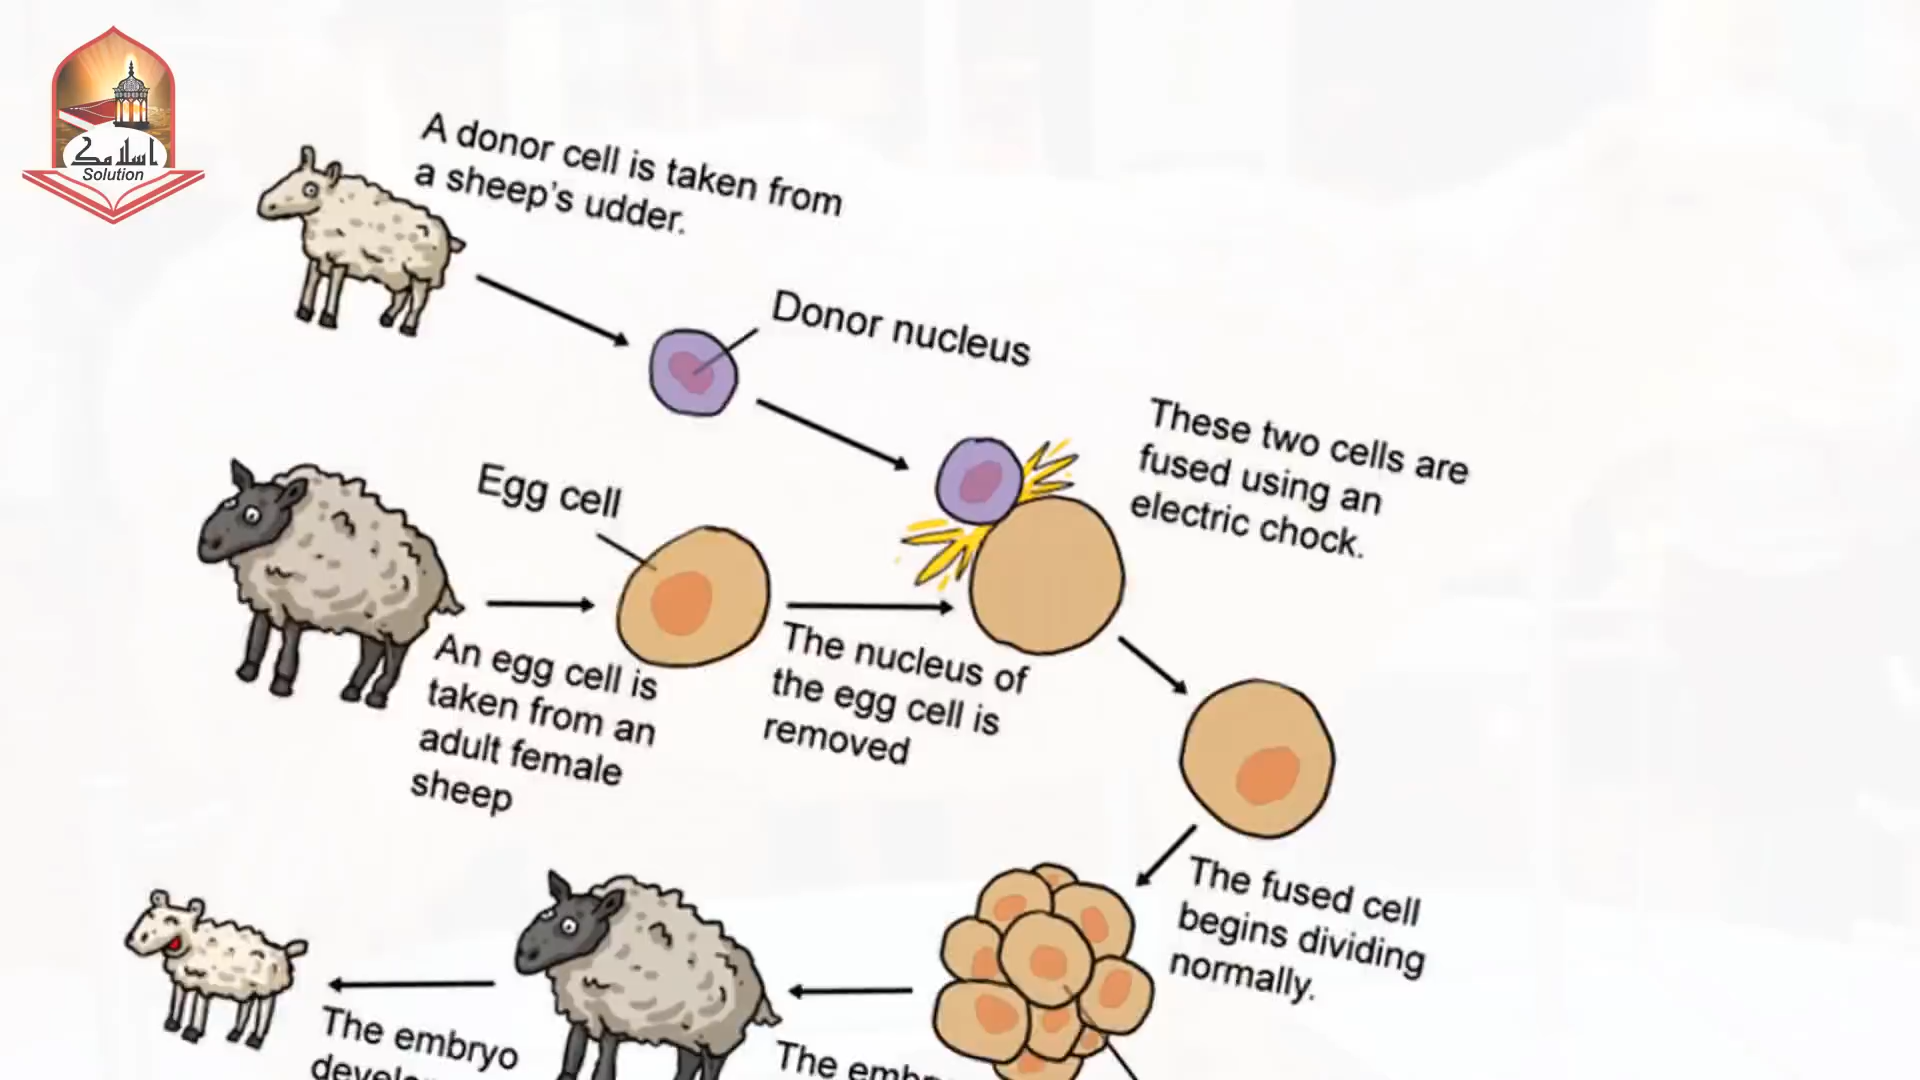 اسلامک
Solution
A donor cell is taken from
a sheep's udder.
Donor nucleus
These two cells are
fused using an
electric chock.
Egg cell
An egg cell is
taken from an
adult female
sheep
The nucleus of
the egg cell is
removed
The fused cell
begins dividing
normally.
The embryo
The